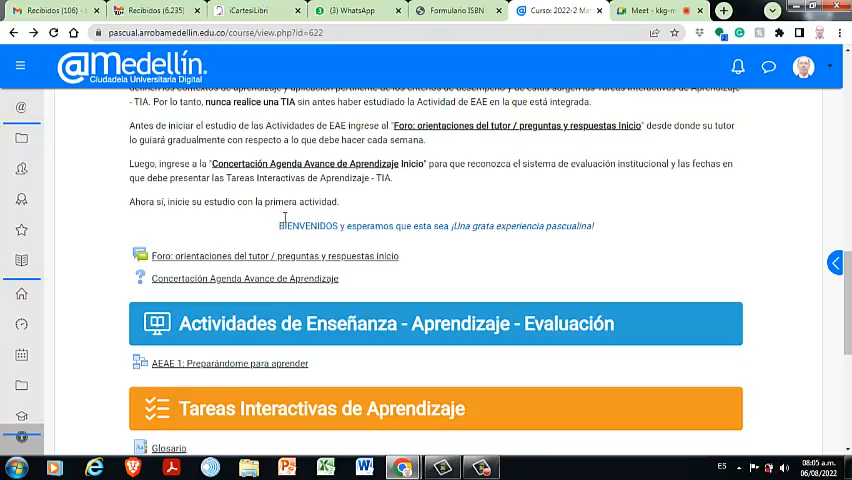 Recibidos (106) -
Recibidos (6.235)
iCartesiLibri
(3) WhatsApp
Formulario ISBN
Curso: 2022-2 M
Meet - kkg-m
pascual.arrobamedellin.edu.co/course/view.php?id=622
@Medellín.
Ciudadela Universitaria Digital
definen los contextos de aprendizaje y aplicación pertinente de los criterios de desempeño y de estas surgen las Tareas Interactivas de Aprendizaje
- TIA. Por lo tanto, nunca realice una TIA sin antes haber estudiado la Actividad de EAE en la que está integrada.
Antes de iniciar el estudio de las Actividades de EAE ingrese al "Foro: orientaciones del tutor / preguntas y respuestas Inicio" desde donde su tutor
lo guiará gradualmente con respecto a lo que debe hacer cada semana.
Luego, ingrese a la "Concertación Agenda Avance de Aprendizaje Inicio" para que reconozca el sistema de evaluación institucional y las fechas en
que debe presentar las Tareas Interactivas de Aprendizaje - TIA.
Ahora sí, inicie su estudio con la primera actividad.
BIENVENIDOS y esperamos que esta sea ¡Una grata experiencia pascualina!
Foro: orientaciones del tutor / preguntas y respuestas inicio
Concertación Agenda Avance de Aprendizaje
Actividades de Enseñanza - Aprendizaje - Evaluación
AEAE 1: Preparándome para aprender
Tareas Interactivas de Aprendizaje
Glosario
ES
08:05 a.m.
06/08/2022